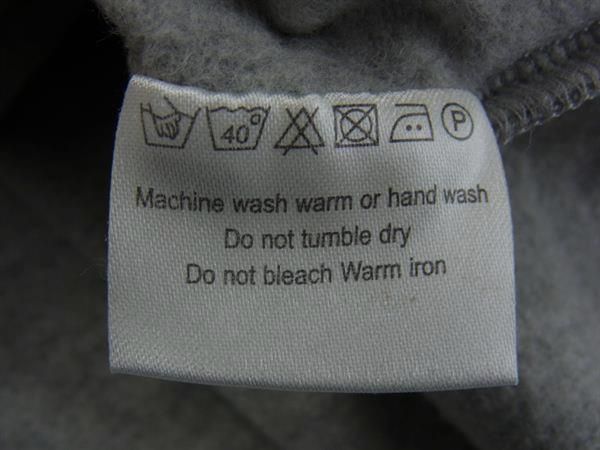 40° P
Machine wash warm or hand wash
Do not tumble dry
Do not bleach Warm iron